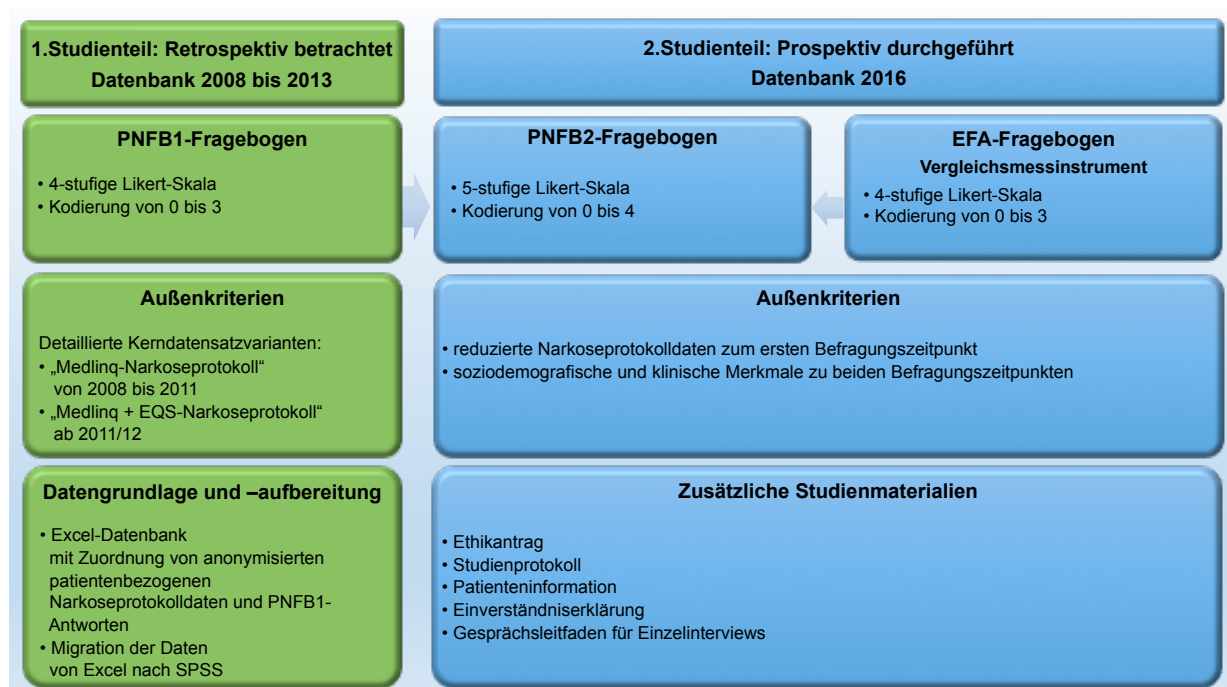 1.Studienteil: Retrospektiv betrachtet
Datenbank 2008 bis 2013
2.Studienteil: Prospektiv durchgeführt
Datenbank 2016
PNFB1-Fragebogen
• 4-stufige Likert-Skala
• Kodierung von 0 bis 3
PNFB2-Fragebogen
• 5-stufige Likert-Skala
• Kodierung von 0 bis 4
EFA-Fragebogen
Vergleichsmessinstrument
• 4-stufige Likert-Skala
• Kodierung von 0 bis 3
Außenkriterien
Detaillierte Kerndatensatzvarianten:
• „Medlinq-Narkoseprotokoll“
von 2008 bis 2011
• „Medlinq + EQS-Narkoseprotokoll“
ab 2011/12
Außenkriterien
• reduzierte Narkoseprotokolldaten zum ersten Befragungszeitpunkt
• soziodemografische und klinische Merkmale zu beiden Befragungszeitpunkten
Datengrundlage und –aufbereitung
• Excel-Datenbank
mit Zuordnung von anonymisierten
patientenbezogenen
Narkoseprotokolldaten und PNFB1-
Antworten
• Migration der Daten
von Excel nach SPSS
Zusätzliche Studienmaterialien
• Ethikantrag
• Studienprotokoll
• Patienteninformation
• Einverständniserklärung
• Gesprächsleitfaden für Einzelinterviews